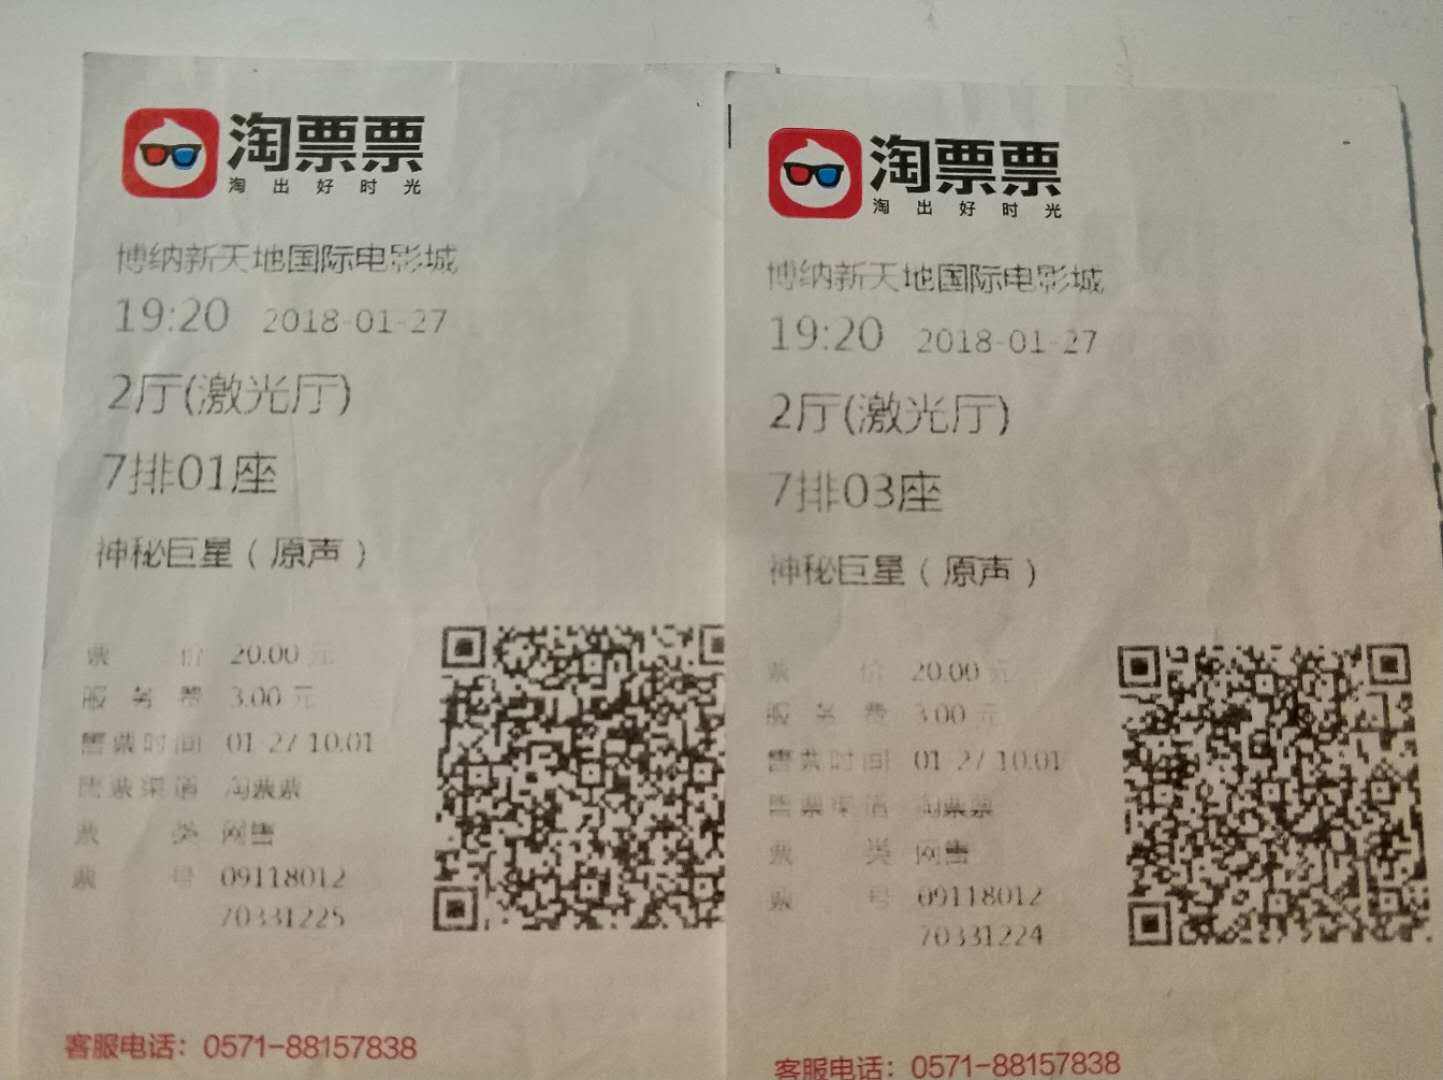 淘票票
淘出好时光
博纳新天地国际电影城
19:20 2018-01-27
2厅(激光厅)
7排01座
神秘巨星（原声）
票价 20.00 元
服务费 3.00 元
售票时间 01-27 10:01
售票渠道 淘票票
票类 网售
票号 09118012
70331225
客服电话：0571-88157838
淘票票
淘出好时光
博纳新天地国际电影城
19:20 2018-01-27
2厅(激光厅)
7排03座
神秘巨星（原声）
票价 20.00 元
服务费 3.00 元
售票时间 01-27 10:01
售票渠道 淘票票
票类 网售
票号 09118012
70331224
客服电话：0571-88157838